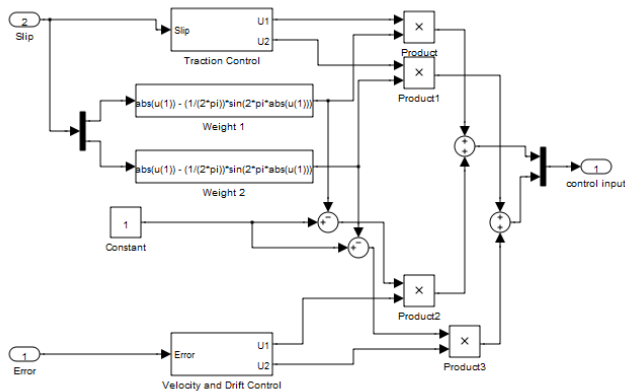 2
Slip
Slip
U1
U2
Traction Control
×
Product
×
Product1
abs(u(1)) - (1/(2*pi))*sin(2*pi*abs(u(1)))
Weight 1
abs(u(1)) - (1/(2*pi))*sin(2*pi*abs(u(1)))
Weight 2
+
+
1
control input
1
Constant
+
−
+
−
+
+
×
Product2
×
Product3
1
Error
Error
U1
U2
Velocity and Drift Control